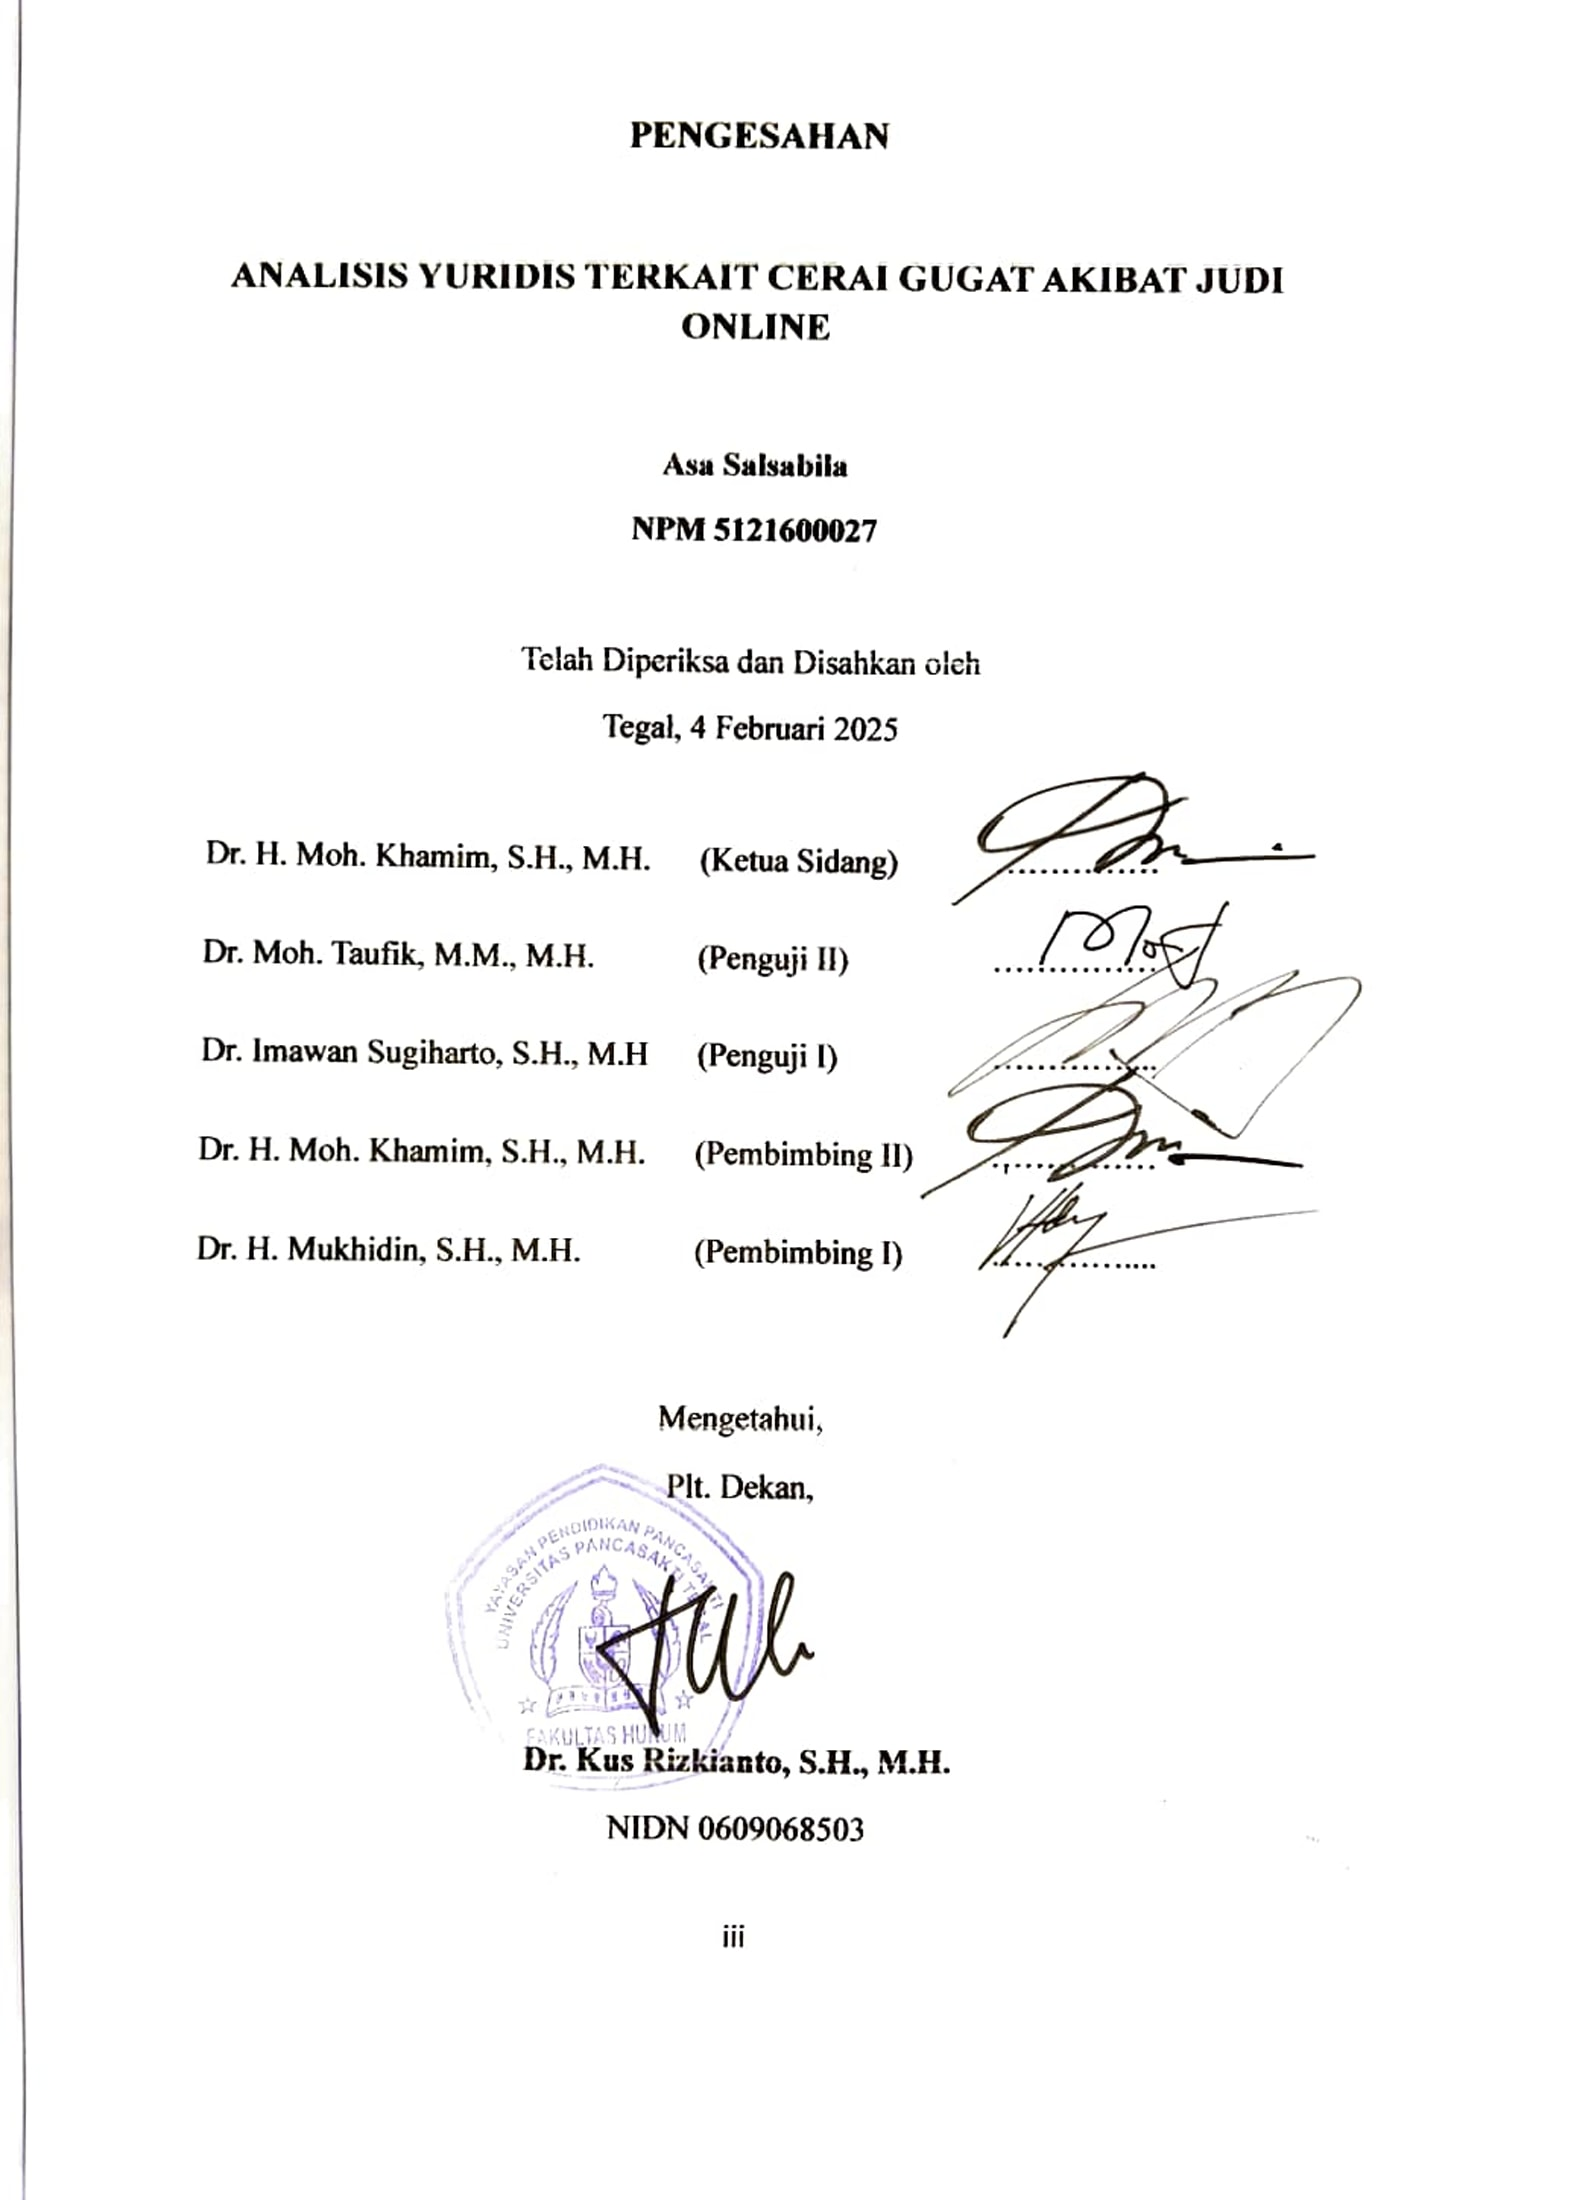 PENGESAHAN
ANALISIS YURIDIS TERKAIT CERAI GUGAT AKIBAT JUDI
ONLINE
Asa Salsabila
NPM 5121600027
Telah Diperiksa dan Disahkan oleh
Tegal, 4 Februari 2025
Dr. H. Moh. Khamim, S.H., M.H. (Ketua Sidang) ...............
Dr. Moh. Taufik, M.M., M.H. (Penguji II) ...............
Dr. Imawan Sugiharto, S.H., M.H (Penguji I) ...............
Dr. H. Moh. Khamim, S.H., M.H. (Pembimbing II) ...............
Dr. H. Mukhidin, S.H., M.H. (Pembimbing I) ...............
Mengetahui,
Plt. Dekan,
YAYASAN PENDIDIKAN PANCASAKTI
UNIVERSITAS PANCASAKTI TEGAL
FAKULTAS HUKUM
Dr. Kus Rizkianto, S.H., M.H.
NIDN 0609068503
iii